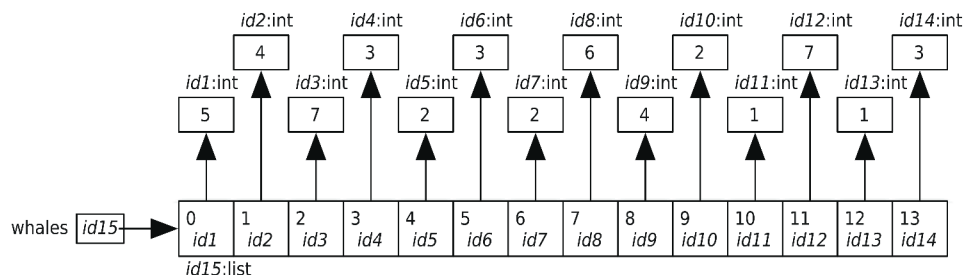 id2:int id4:int id6:int id8:int id10:int id12:int id14:int
4 3 3 6 2 7 3
id1:int id3:int id5:int id7:int id9:int id11:int id13:int
5 7 2 2 4 1 1
0 1 2 3 4 5 6 7 8 9 10 11 12 13
whales id15 id1 id2 id3 id4 id5 id6 id7 id8 id9 id10 id11 id12 id13 id14
id15:list